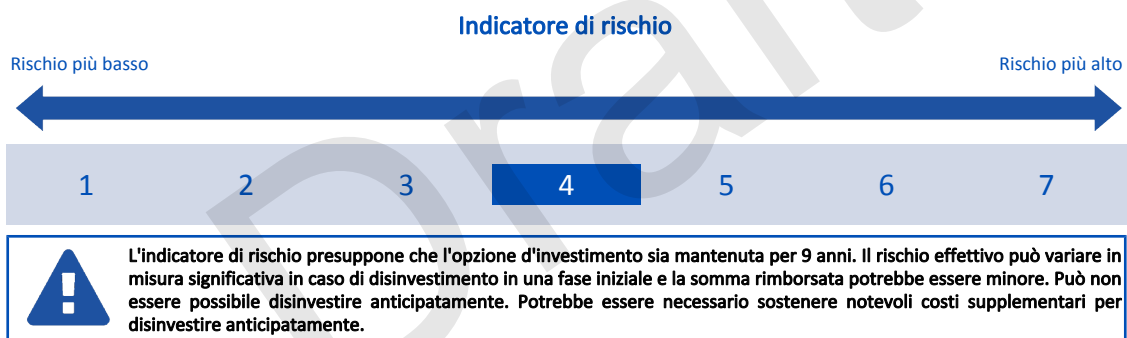 Indicatore di rischio
Rischio più basso Rischio più alto
1 2 3 4 5 6 7
L'indicatore di rischio presuppone che l'opzione d'investimento sia mantenuta per 9 anni. Il rischio effettivo può variare in
misura significativa in caso di disinvestimento in una fase iniziale e la somma rimborsata potrebbe essere minore. Può non
essere possibile disinvestire anticipatamente. Potrebbe essere necessario sostenere notevoli costi supplementari per
disinvestire anticipatamente.
Draft